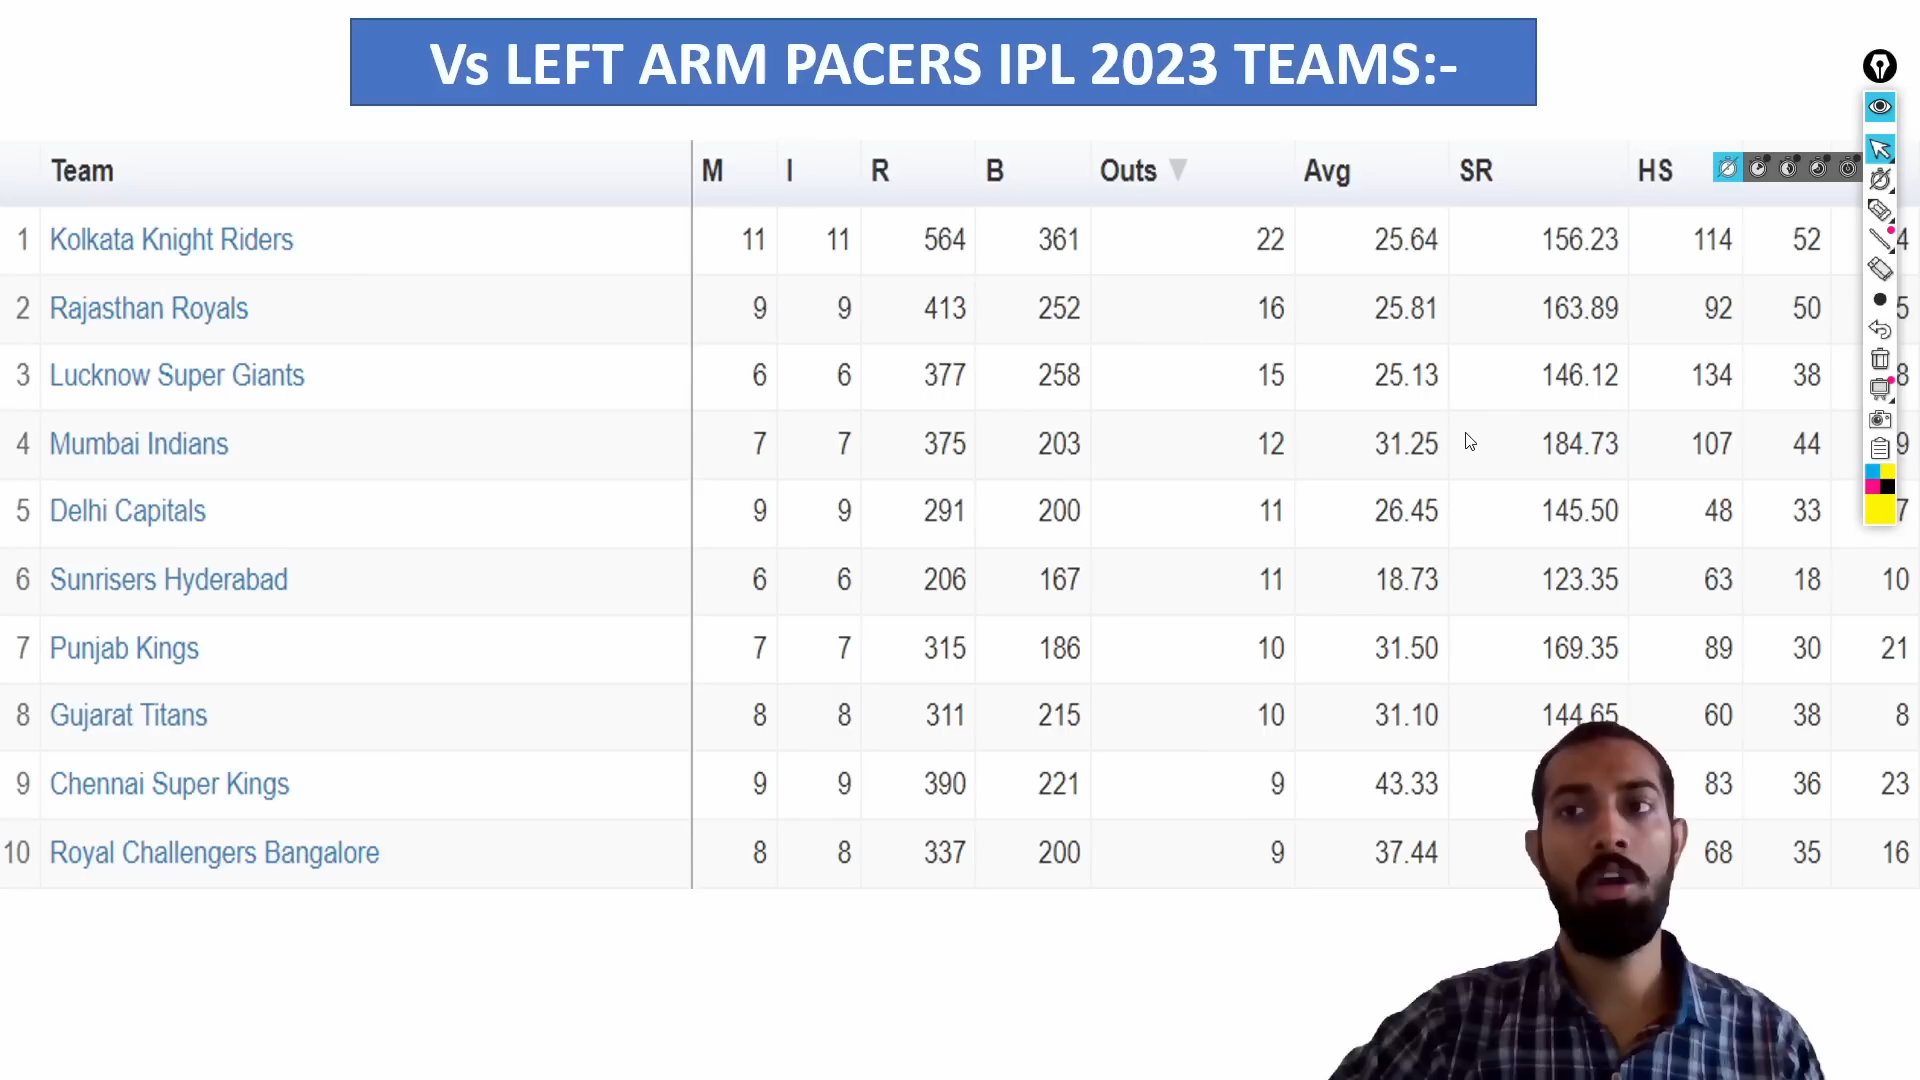 Vs LEFT ARM PACERS IPL 2023 TEAMS:-
Team M I R B Outs Avg SR HS
1 Kolkata Knight Riders 11 11 564 361 22 25.64 156.23 114 52
2 Rajasthan Royals 9 9 413 252 16 25.81 163.89 92 50
3 Lucknow Super Giants 6 6 377 258 15 25.13 146.12 134 38
4 Mumbai Indians 7 7 375 203 12 31.25 184.73 107 44
5 Delhi Capitals 9 9 291 200 11 26.45 145.50 48 33
6 Sunrisers Hyderabad 6 6 206 167 11 18.73 123.35 63 18 10
7 Punjab Kings 7 7 315 186 10 31.50 169.35 89 30 21
8 Gujarat Titans 8 8 311 215 10 31.10 144.65 60 38 8
9 Chennai Super Kings 9 9 390 221 9 43.33 83 36 23
10 Royal Challengers Bangalore 8 8 337 200 9 37.44 68 35 16